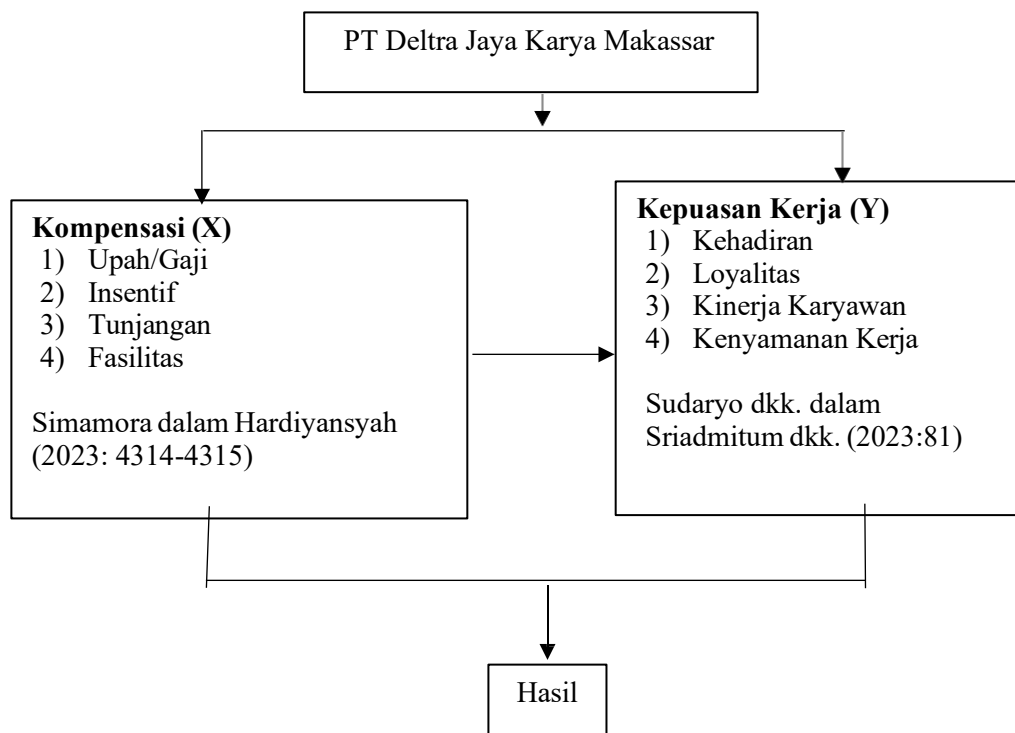 PT Deltra Jaya Karya Makassar
Kompensasi (X)
1) Upah/Gaji
2) Insentif
3) Tunjangan
4) Fasilitas
Simamora dalam Hardiyansyah
(2023: 4314-4315)
Kepuasan Kerja (Y)
1) Kehadiran
2) Loyalitas
3) Kinerja Karyawan
4) Kenyamanan Kerja
Sudaryo dkk. dalam
Sriadmitum dkk. (2023:81)
Hasil